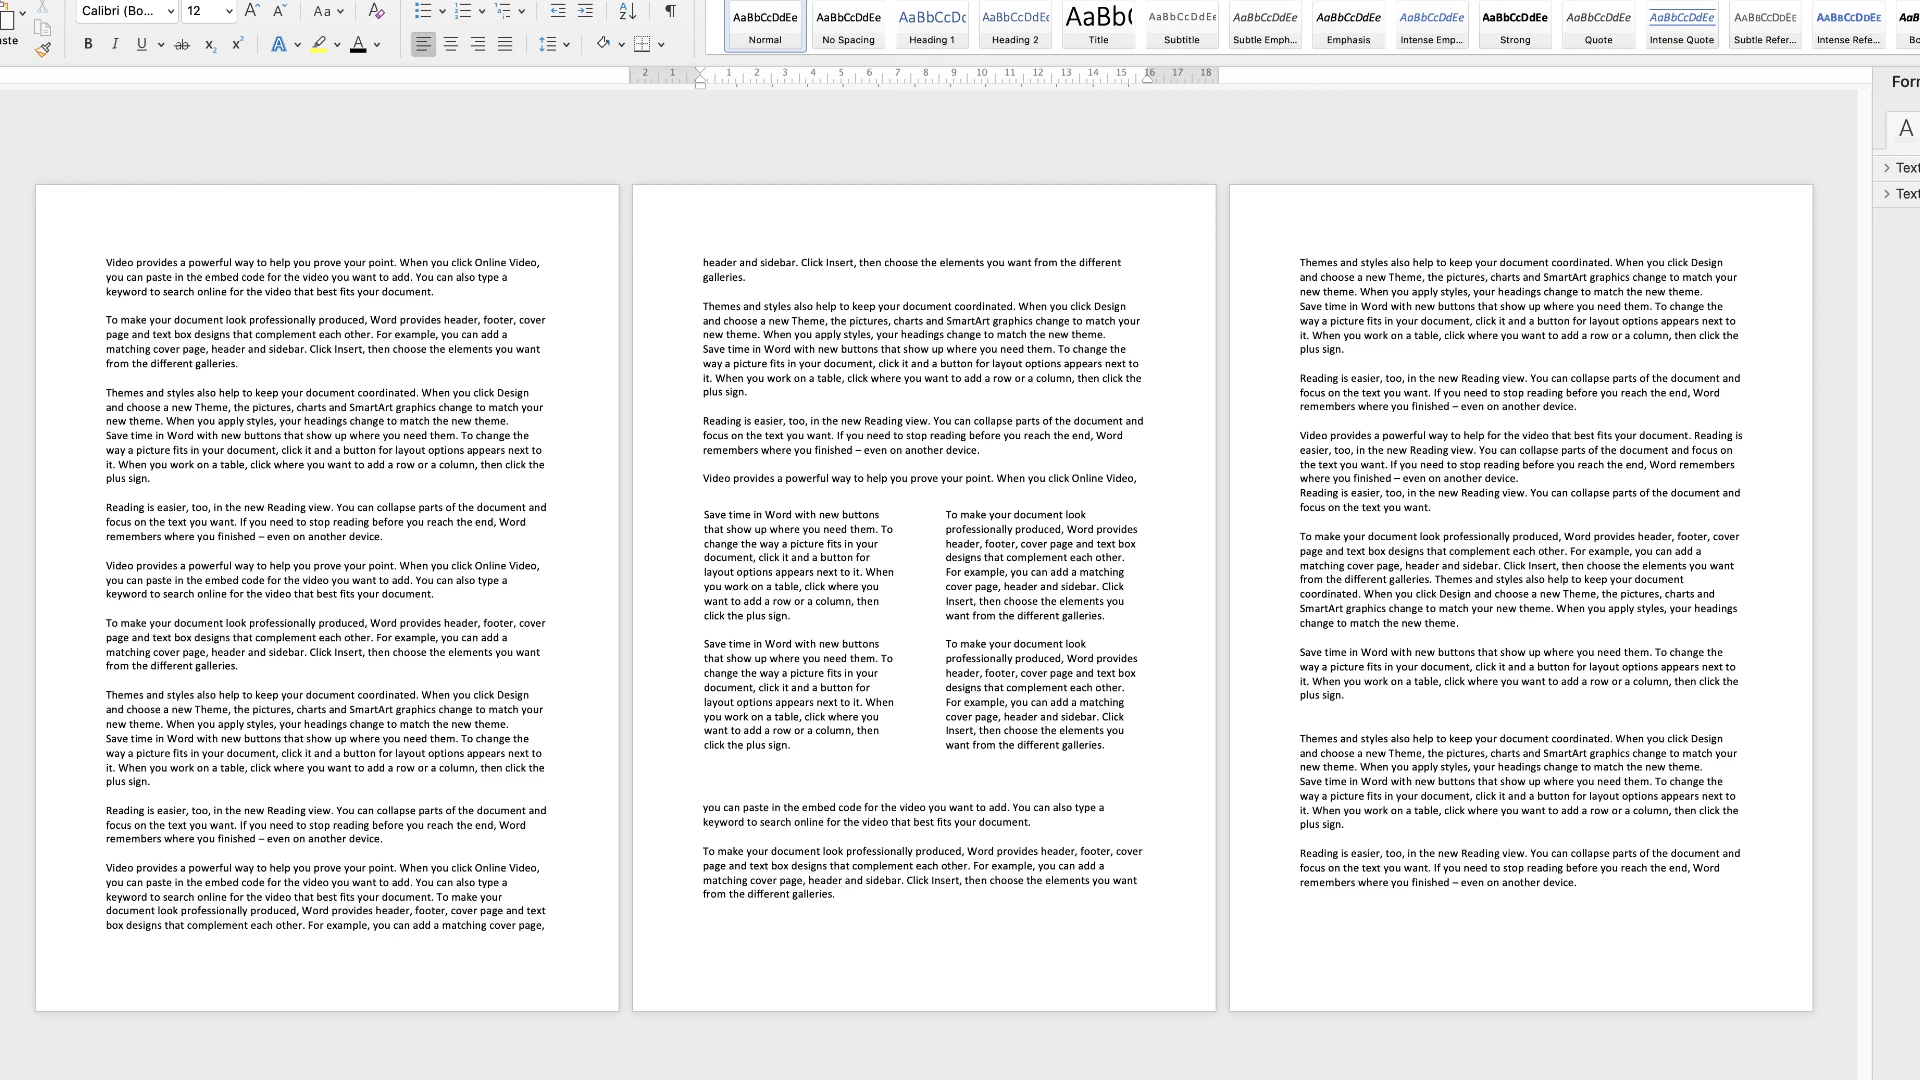 Calibri (Bo...
12
Aa
aste
B I U ab x2 x2 A A
AaBbCcDdEe
Normal
AaBbCcDdEe
No Spacing
AaBbCcDc
Heading 1
AaBbCcDdEe
Heading 2
AaBb(
Title
AaBbCcDdEe
Subtitle
AaBbCcDdEe
Subtle Emph...
AaBbCcDdEe
Emphasis
AaBbCcDdEe
Intense Emp...
AaBbCcDdEe
Strong
AaBbCcDdEe
Quote
AaBbCcDdEe
Intense Quote
AaBbCcDdEe
Subtle Refer...
AaBbCcDdEe
Intense Refe...
AaBb
Bo
2 1 1 2 3 4 5 6 7 8 9 10 11 12 13 14 15 16 17 18
Form
A
Text
Text
Video provides a powerful way to help you prove your point. When you click Online Video,
you can paste in the embed code for the video you want to add. You can also type a
keyword to search online for the video that best fits your document.
To make your document look professionally produced, Word provides header, footer, cover
page and text box designs that complement each other. For example, you can add a
matching cover page, header and sidebar. Click Insert, then choose the elements you want
from the different galleries.
Themes and styles also help to keep your document coordinated. When you click Design
and choose a new Theme, the pictures, charts and SmartArt graphics change to match your
new theme. When you apply styles, your headings change to match the new theme.
Save time in Word with new buttons that show up where you need them. To change the
way a picture fits in your document, click it and a button for layout options appears next to
it. When you work on a table, click where you want to add a row or a column, then click the
plus sign.
Reading is easier, too, in the new Reading view. You can collapse parts of the document and
focus on the text you want. If you need to stop reading before you reach the end, Word
remembers where you finished – even on another device.
Video provides a powerful way to help you prove your point. When you click Online Video,
you can paste in the embed code for the video you want to add. You can also type a
keyword to search online for the video that best fits your document.
To make your document look professionally produced, Word provides header, footer, cover
page and text box designs that complement each other. For example, you can add a
matching cover page, header and sidebar. Click Insert, then choose the elements you want
from the different galleries.
Themes and styles also help to keep your document coordinated. When you click Design
and choose a new Theme, the pictures, charts and SmartArt graphics change to match your
new theme. When you apply styles, your headings change to match the new theme.
Save time in Word with new buttons that show up where you need them. To change the
way a picture fits in your document, click it and a button for layout options appears next to
it. When you work on a table, click where you want to add a row or a column, then click the
plus sign.
Reading is easier, too, in the new Reading view. You can collapse parts of the document and
focus on the text you want. If you need to stop reading before you reach the end, Word
remembers where you finished – even on another device.
Video provides a powerful way to help you prove your point. When you click Online Video,
you can paste in the embed code for the video you want to add. You can also type a
keyword to search online for the video that best fits your document. To make your
document look professionally produced, Word provides header, footer, cover page and text
box designs that complement each other. For example, you can add a matching cover page,
header and sidebar. Click Insert, then choose the elements you want from the different
galleries.
Themes and styles also help to keep your document coordinated. When you click Design
and choose a new Theme, the pictures, charts and SmartArt graphics change to match your
new theme. When you apply styles, your headings change to match the new theme.
Save time in Word with new buttons that show up where you need them. To change the
way a picture fits in your document, click it and a button for layout options appears next to
it. When you work on a table, click where you want to add a row or a column, then click the
plus sign.
Reading is easier, too, in the new Reading view. You can collapse parts of the document and
focus on the text you want. If you need to stop reading before you reach the end, Word
remembers where you finished – even on another device.
Video provides a powerful way to help you prove your point. When you click Online Video,
Save time in Word with new buttons
that show up where you need them. To
change the way a picture fits in your
document, click it and a button for
layout options appears next to it. When
you work on a table, click where you
want to add a row or a column, then
click the plus sign.
To make your document look
professionally produced, Word provides
header, footer, cover page and text box
designs that complement each other.
For example, you can add a matching
cover page, header and sidebar. Click
Insert, then choose the elements you
want from the different galleries.
Save time in Word with new buttons
that show up where you need them. To
change the way a picture fits in your
document, click it and a button for
layout options appears next to it. When
you work on a table, click where you
want to add a row or a column, then
click the plus sign.
To make your document look
professionally produced, Word provides
header, footer, cover page and text box
designs that complement each other.
For example, you can add a matching
cover page, header and sidebar. Click
Insert, then choose the elements you
want from the different galleries.
you can paste in the embed code for the video you want to add. You can also type a
keyword to search online for the video that best fits your document.
To make your document look professionally produced, Word provides header, footer, cover
page and text box designs that complement each other. For example, you can add a
matching cover page, header and sidebar. Click Insert, then choose the elements you want
from the different galleries.
Themes and styles also help to keep your document coordinated. When you click Design
and choose a new Theme, the pictures, charts and SmartArt graphics change to match your
new theme. When you apply styles, your headings change to match the new theme.
Save time in Word with new buttons that show up where you need them. To change the
way a picture fits in your document, click it and a button for layout options appears next to
it. When you work on a table, click where you want to add a row or a column, then click the
plus sign.
Reading is easier, too, in the new Reading view. You can collapse parts of the document and
focus on the text you want. If you need to stop reading before you reach the end, Word
remembers where you finished – even on another device.
Video provides a powerful way to help for the video that best fits your document. Reading is
easier, too, in the new Reading view. You can collapse parts of the document and focus on
the text you want. If you need to stop reading before you reach the end, Word remembers
where you finished – even on another device.
Reading is easier, too, in the new Reading view. You can collapse parts of the document and
focus on the text you want.
To make your document look professionally produced, Word provides header, footer, cover
page and text box designs that complement each other. For example, you can add a
matching cover page, header and sidebar. Click Insert, then choose the elements you want
from the different galleries. Themes and styles also help to keep your document
coordinated. When you click Design and choose a new Theme, the pictures, charts and
SmartArt graphics change to match your new theme. When you apply styles, your headings
change to match the new theme.
Save time in Word with new buttons that show up where you need them. To change the
way a picture fits in your document, click it and a button for layout options appears next to
it. When you work on a table, click where you want to add a row or a column, then click the
plus sign.
Themes and styles also help to keep your document coordinated. When you click Design
and choose a new Theme, the pictures, charts and SmartArt graphics change to match your
new theme. When you apply styles, your headings change to match the new theme.
Save time in Word with new buttons that show up where you need them. To change the
way a picture fits in your document, click it and a button for layout options appears next to
it. When you work on a table, click where you want to add a row or a column, then click the
plus sign.
Reading is easier, too, in the new Reading view. You can collapse parts of the document and
focus on the text you want. If you need to stop reading before you reach the end, Word
remembers where you finished – even on another device.